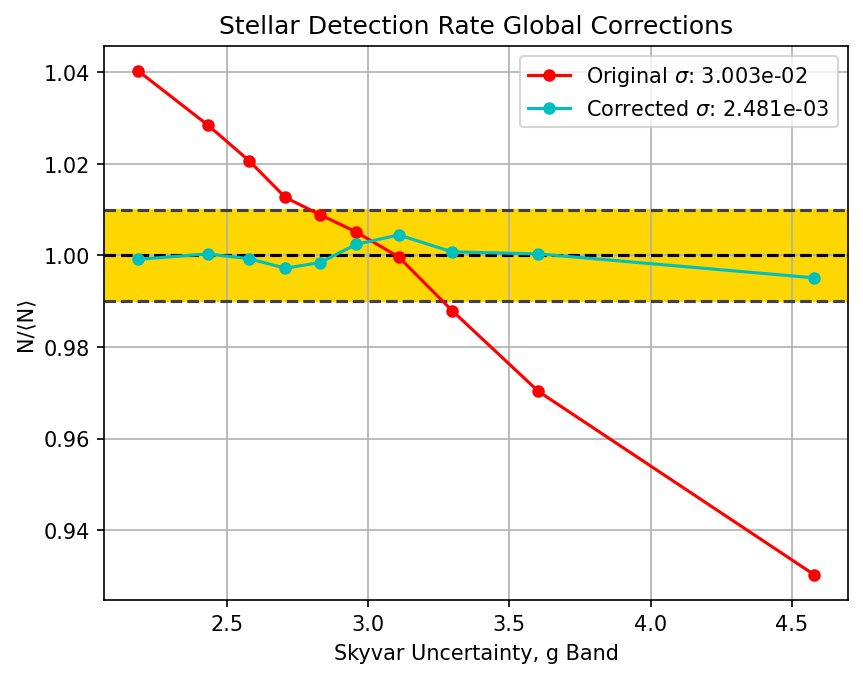 Stellar Detection Rate Global Corrections
Original σ: 3.003e-02
Corrected σ: 2.481e-03
1.04
1.02
1.00
0.98
0.96
0.94
N/⟨N⟩
2.5 3.0 3.5 4.0 4.5
Skyvar Uncertainty, g Band